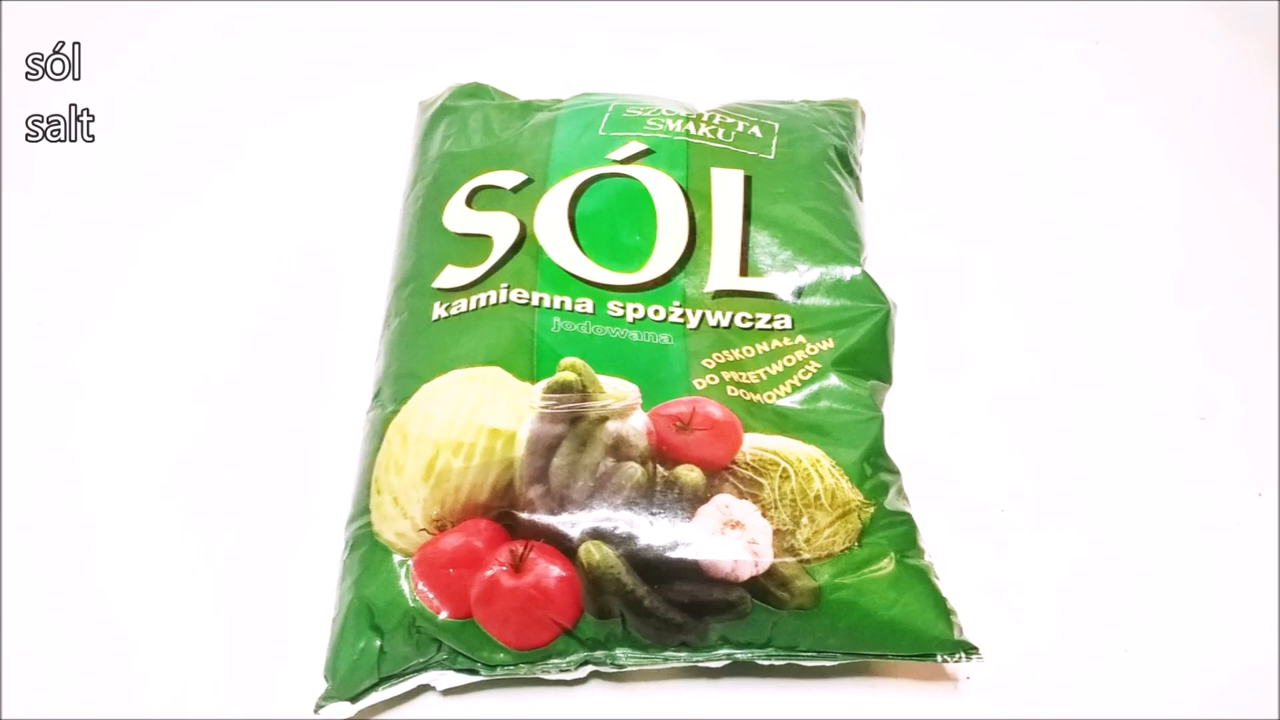 sól
salt
SZCZYPTA
SMAKU
SÓL
kamienna spożywcza
jodowana
DOSKONAŁA
DO PRZETWORÓW
DOMOWYCH